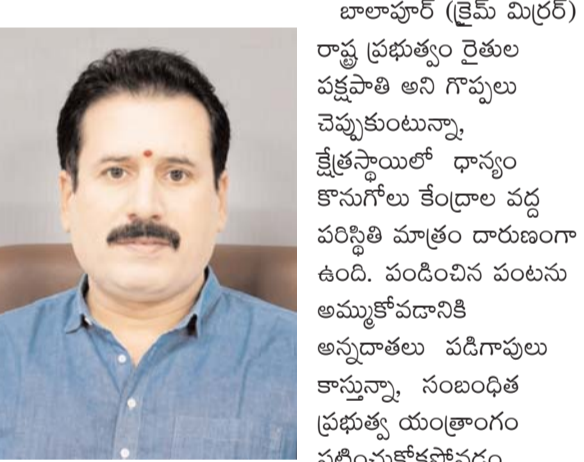 బాలాపూర్ (క్రైమ్ మిర్రర్)
రాష్ట్ర ప్రభుత్వం రైతుల
పక్షపాతి అని గొప్పలు
చెప్పుకుంటున్నా,
క్షేత్రస్థాయిలో ధాన్యం
కొనుగోలు కేంద్రాల వద్ద
పరిస్థితి మాత్రం దారుణంగా
ఉంది. పండించిన పంటను
అమ్ముకోవడానికి
అన్నదాతలు పడిగాపులు
కాస్తున్నా, సంబంధిత
ప్రభుత్వ యంత్రాంగం